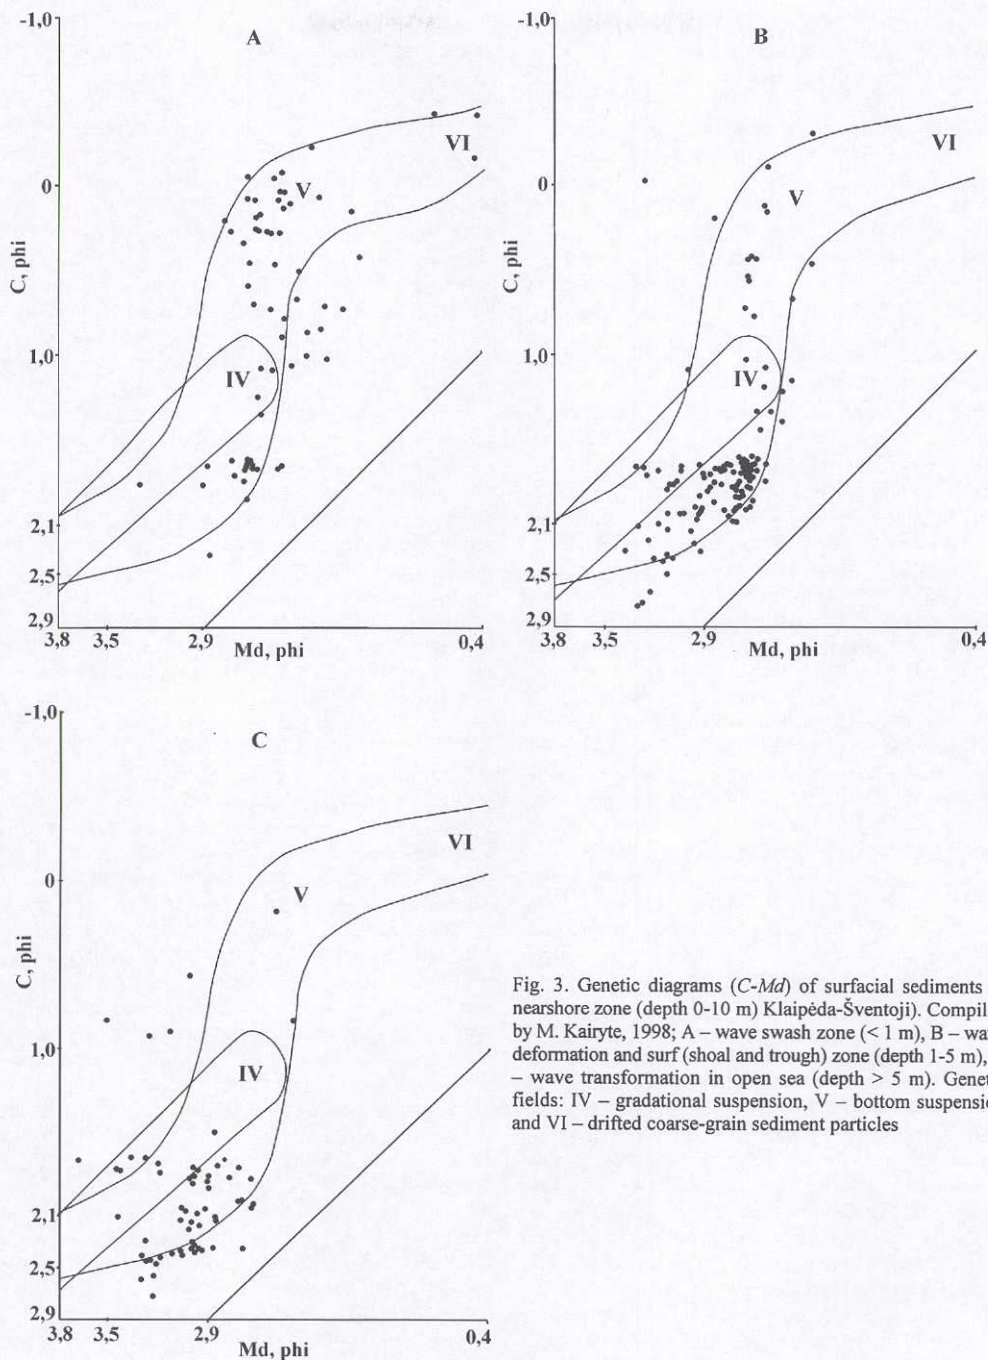 -1,0
A
VI
0
V
C, phi
1,0
IV
2,1
2,5
2,9
3,8 3,5 2,9 0,4
Md, phi
-1,0
B
VI
0
V
C, phi
1,0
IV
2,1
2,5
2,9
3,8 3,5 2,9 0,4
Md, phi
-1,0
C
VI
0
V
C, phi
1,0
IV
2,1
2,5
2,9
3,8 3,5 2,9 0,4
Md, phi
Fig. 3. Genetic diagrams (C-Md) of surfacial sediments
nearshore zone (depth 0-10 m) Klaipėda-Šventoji). Compil
by M. Kairyte, 1998; A – wave swash zone (< 1 m), B – wa
deformation and surf (shoal and trough) zone (depth 1-5 m),
– wave transformation in open sea (depth > 5 m). Genet
fields: IV – gradational suspension, V – bottom suspensio
and VI – drifted coarse-grain sediment particles